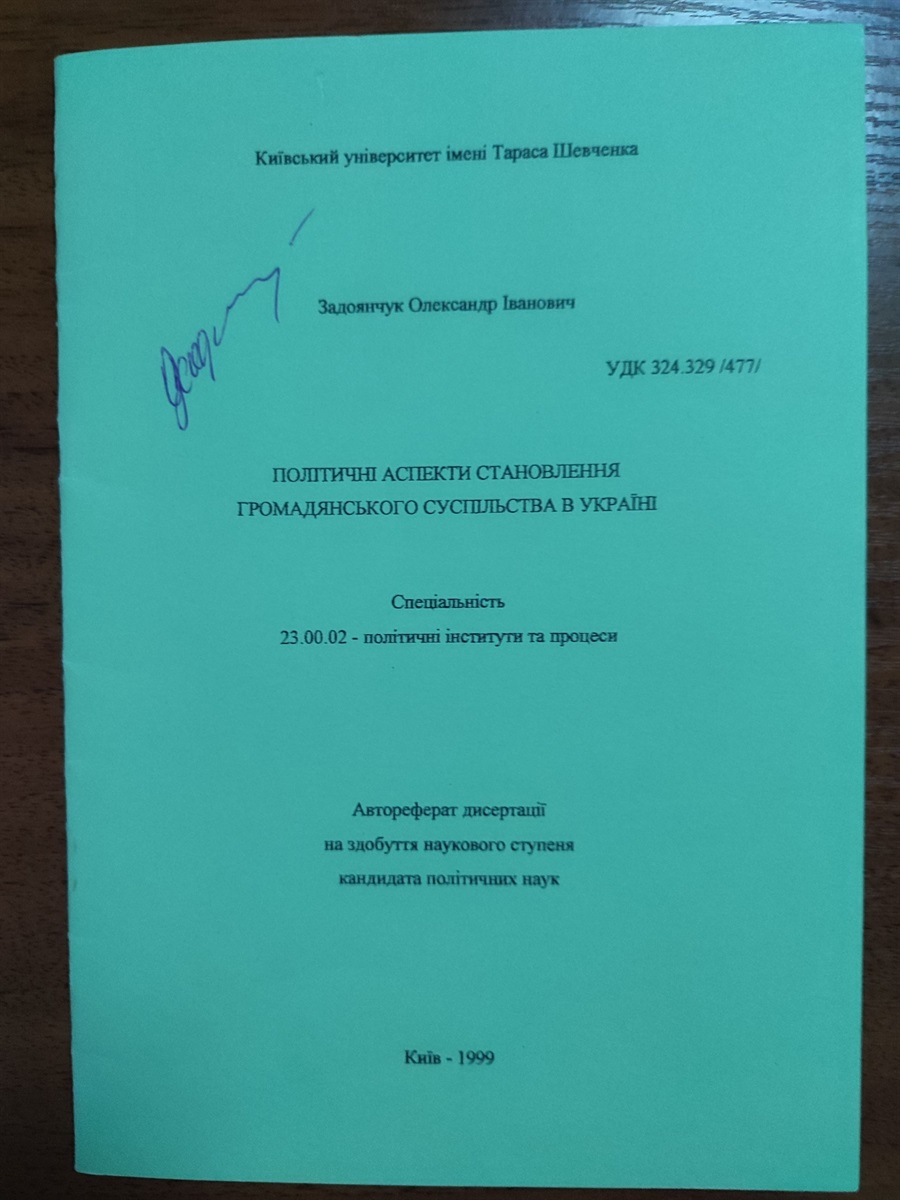 Київський університет імені Тараса Шевченка
Задоянчук Олександр Іванович
УДК 324.329 /477/
ПОЛІТИЧНІ АСПЕКТИ СТАНОВЛЕННЯ
ГРОМАДЯНСЬКОГО СУСПІЛЬСТВА В УКРАЇНІ
Спеціальність
23.00.02 - політичні інститути та процеси
Автореферат дисертації
на здобуття наукового ступеня
кандидата політичних наук
Київ - 1999